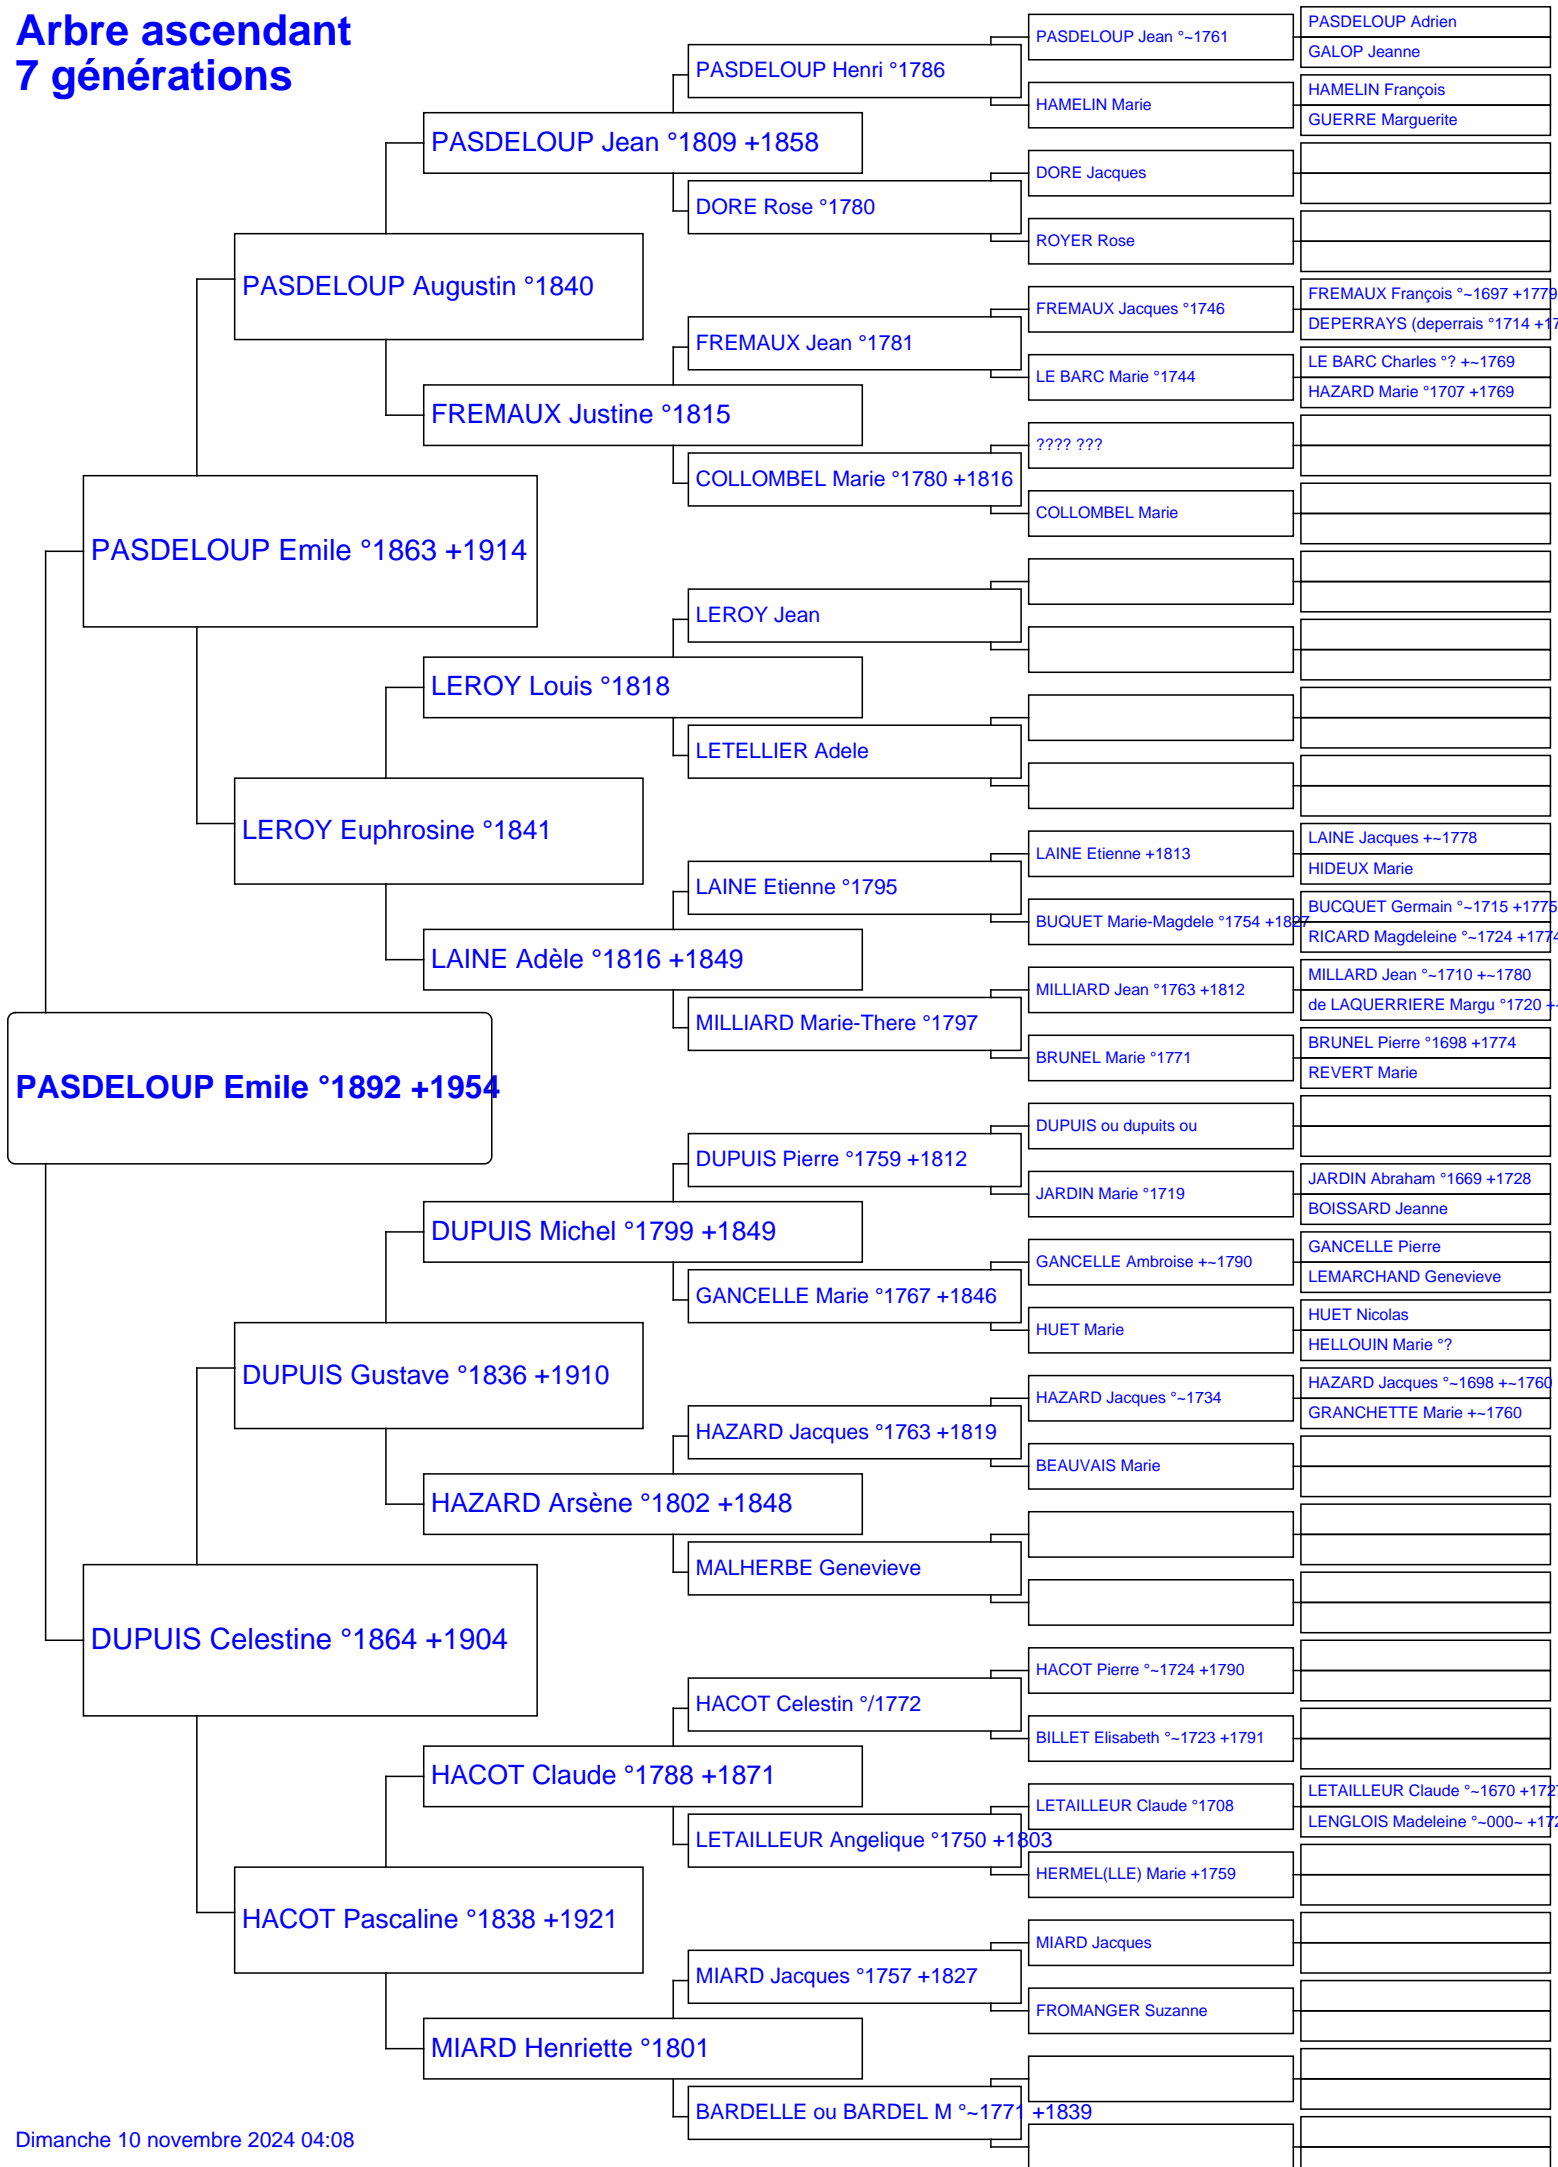 Arbre ascendant
7 générations
PASDELOUP Emile °1892 +1954
PASDELOUP Emile °1863 +1914
DUPUIS Celestine °1864 +1904
PASDELOUP Augustin °1840
LEROY Euphrosine °1841
DUPUIS Gustave °1836 +1910
HACOT Pascaline °1838 +1921
PASDELOUP Jean °1809 +1858
FREMAUX Justine °1815
LEROY Louis °1818
LAINE Adèle °1816 +1849
DUPUIS Michel °1799 +1849
HAZARD Arsène °1802 +1848
HACOT Claude °1788 +1871
MIARD Henriette °1801
PASDELOUP Henri °1786
DORE Rose °1780
FREMAUX Jean °1781
COLLOMBEL Marie °1780 +1816
LEROY Jean
LETELLIER Adele
LAINE Etienne °1795
MILLIARD Marie-There °1797
DUPUIS Pierre °1759 +1812
GANCELLE Marie °1767 +1846
HAZARD Jacques °1763 +1819
MALHERBE Genevieve
HACOT Celestin °/1772
LETAILLEUR Angelique °1750 +1803
MIARD Jacques °1757 +1827
BARDELLE ou BARDEL M °~1771 +1839
PASDELOUP Jean °~1761
HAMELIN Marie
DORE Jacques
ROYER Rose
FREMAUX Jacques °1746
LE BARC Marie °1744
???? ???
COLLOMBEL Marie
LAINE Etienne +1813
BUQUET Marie-Magdele °1754 +1827
MILLIARD Jean °1763 +1812
BRUNEL Marie °1771
DUPUIS ou dupuits ou
JARDIN Marie °1719
GANCELLE Ambroise +~1790
HUET Marie
HAZARD Jacques °~1734
BEAUVAIS Marie
HACOT Pierre °~1724 +1790
BILLET Elisabeth °~1723 +1791
LETAILLEUR Claude °1708
HERMEL(LLE) Marie +1759
MIARD Jacques
FROMANGER Suzanne
PASDELOUP Adrien
GALOP Jeanne
HAMELIN François
GUERRE Marguerite
FREMAUX François °~1697 +1779
DEPERRAYS (deperrais °1714 +17
LE BARC Charles °? +~1769
HAZARD Marie °1707 +1769
LAINE Jacques +~1778
HIDEUX Marie
BUCQUET Germain °~1715 +1775
RICARD Magdeleine °~1724 +1774
MILLARD Jean °~1710 +~1780
de LAQUERRIERE Margu °1720 +~
BRUNEL Pierre °1698 +1774
REVERT Marie
JARDIN Abraham °1669 +1728
BOISSARD Jeanne
GANCELLE Pierre
LEMARCHAND Genevieve
HUET Nicolas
HELLOUIN Marie °?
HAZARD Jacques °~1698 +~1760
GRANCHETTE Marie +~1760
LETAILLEUR Claude °~1670 +1727
LENGLOIS Madeleine °~000~ +172
Dimanche 10 novembre 2024 04:08